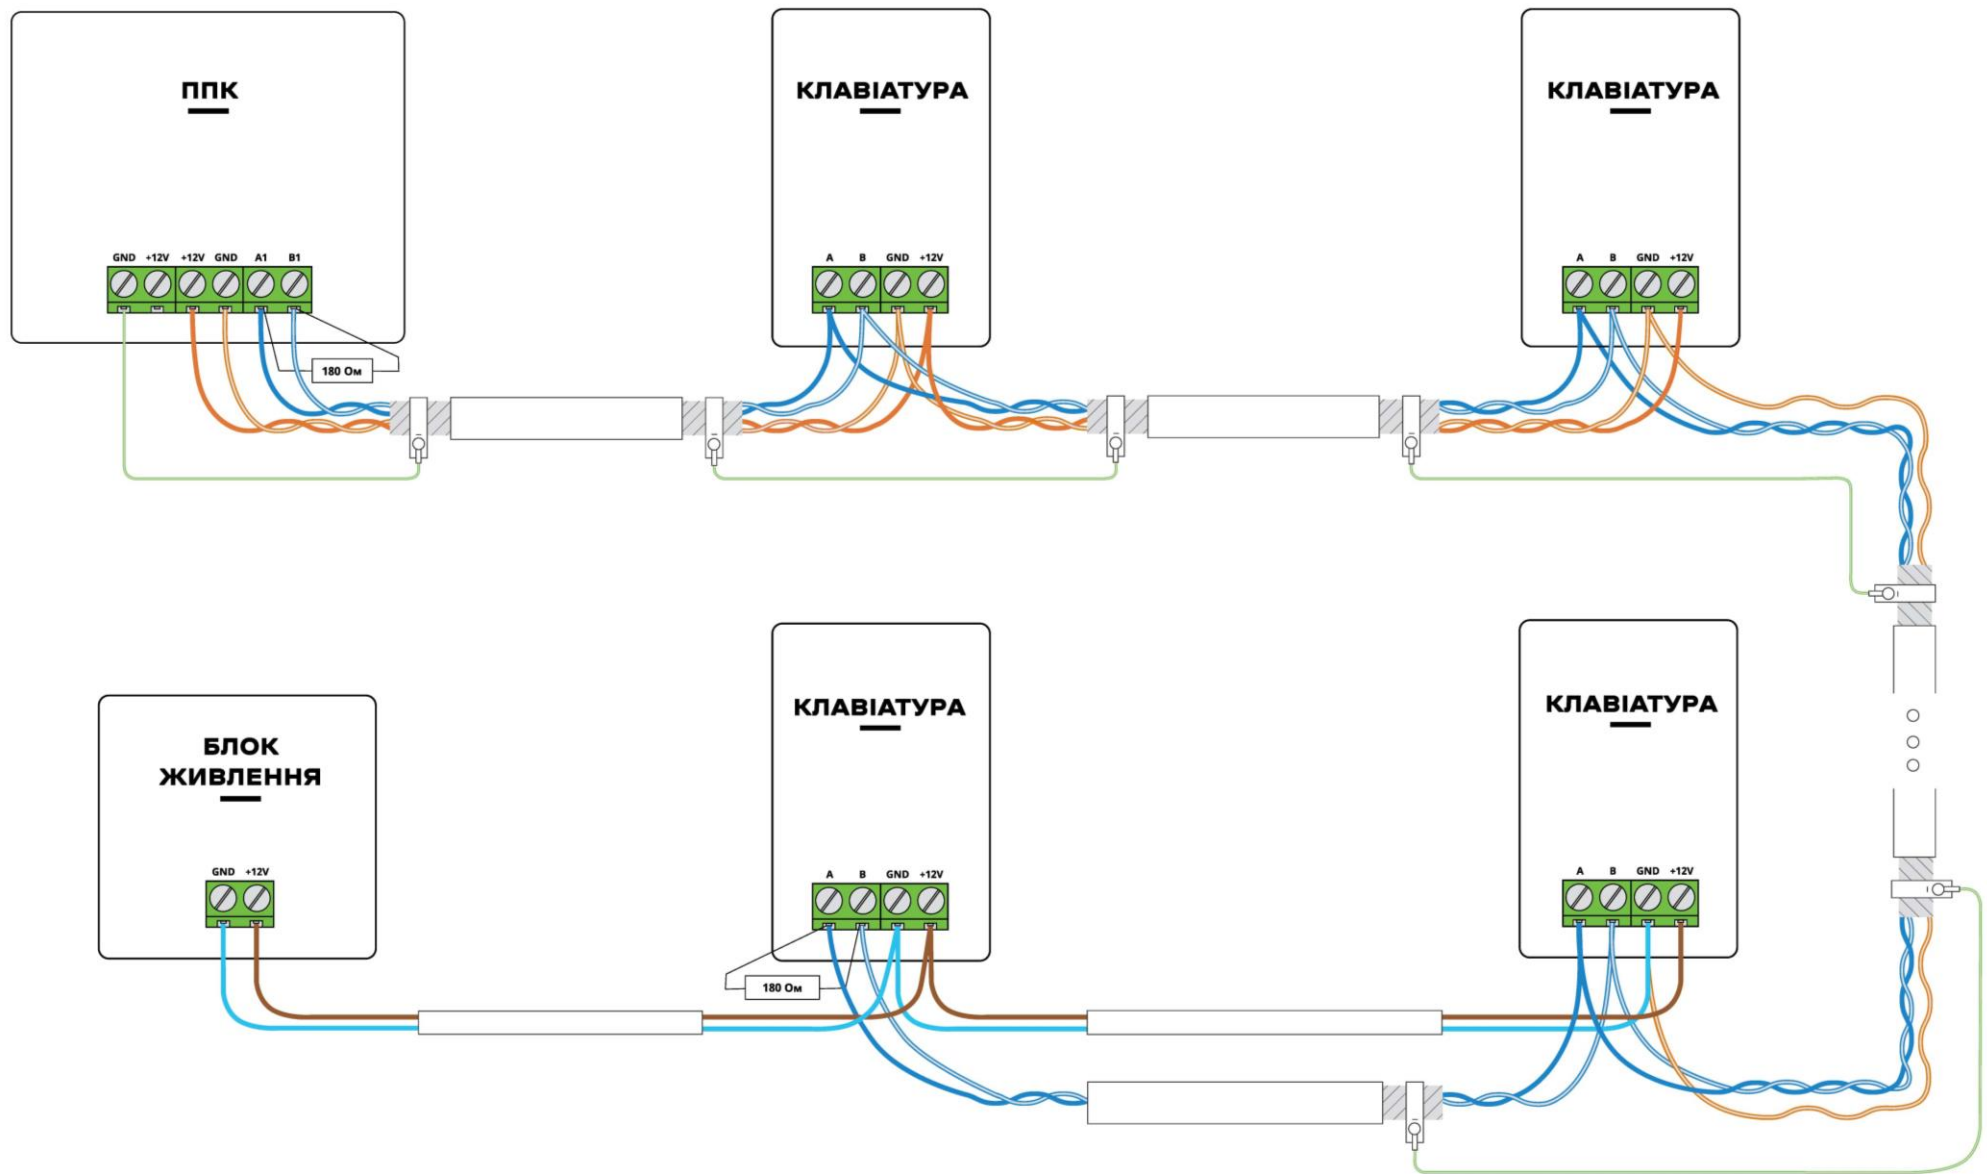 ППК
GND +12V +12V GND A1 B1
180 Ом
КЛАВІАТУРА
A B GND +12V
КЛАВІАТУРА
A B GND +12V
БЛОК
ЖИВЛЕННЯ
GND +12V
КЛАВІАТУРА
A B GND +12V
180 Ом
КЛАВІАТУРА
A B GND +12V